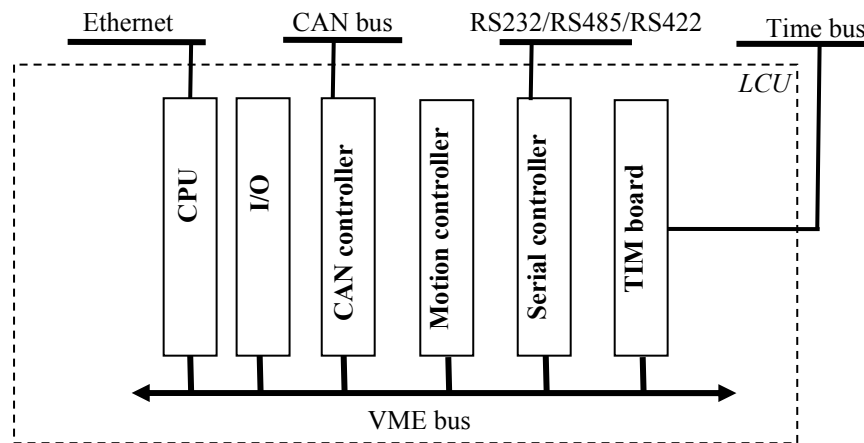 Ethernet
CAN bus
RS232/RS485/RS422
Time bus
LCU
CPU
I/O
CAN controller
Motion controller
Serial controller
TIM board
VME bus